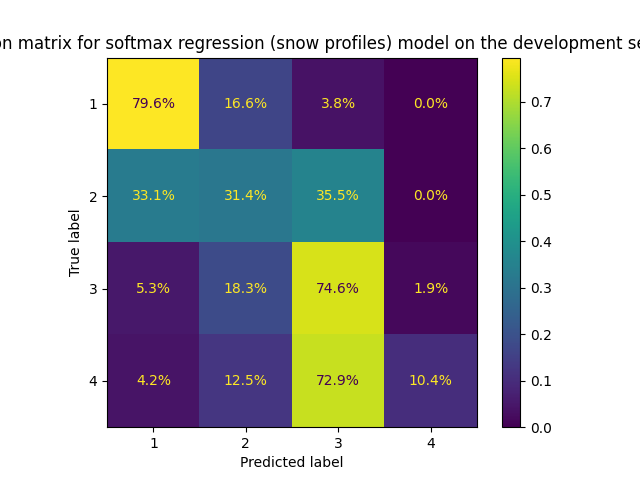 on matrix for softmax regression (snow profiles) model on the development se
79.6% 16.6% 3.8% 0.0%
33.1% 31.4% 35.5% 0.0%
5.3% 18.3% 74.6% 1.9%
4.2% 12.5% 72.9% 10.4%
1
2
3
4
True label
1 2 3 4
Predicted label
0.7
0.6
0.5
0.4
0.3
0.2
0.1
0.0